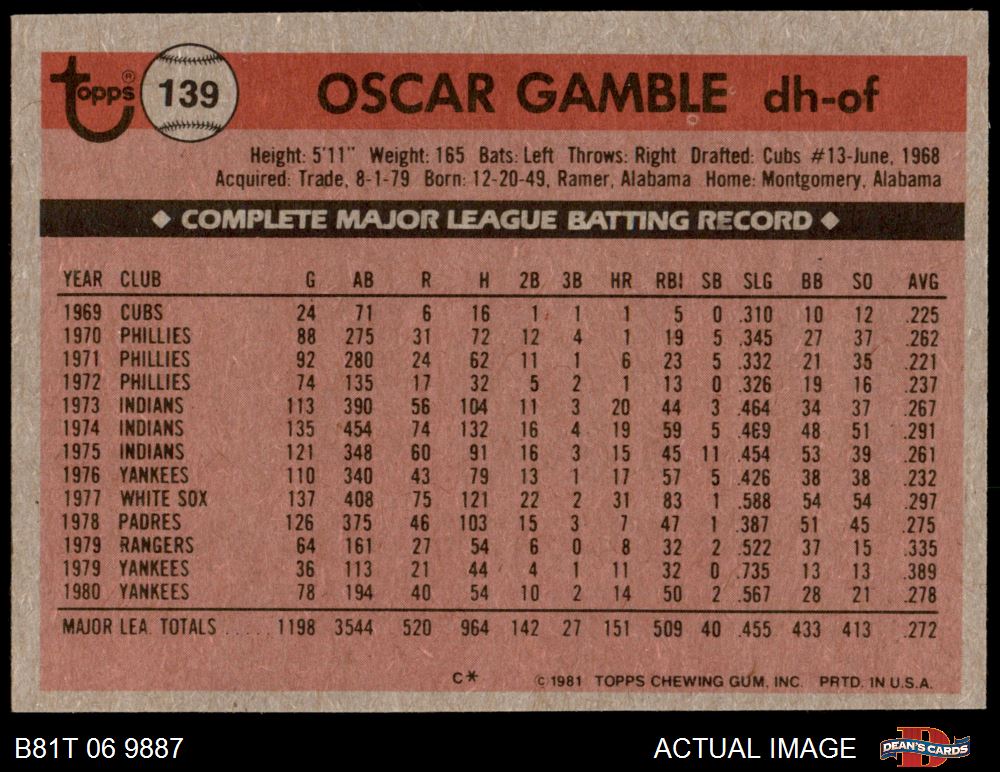 Topps® 139 OSCAR GAMBLE dh-of
Height: 5'11" Weight: 165 Bats: Left Throws: Right Drafted: Cubs #13-June, 1968
Acquired: Trade, 8-1-79 Born: 12-20-49, Ramer, Alabama Home: Montgomery, Alabama
◆ COMPLETE MAJOR LEAGUE BATTING RECORD ◆
YEAR CLUB G AB R H 2B 3B HR RBI SB SLG BB SO AVG
1969 CUBS 24 71 6 16 1 1 1 5 0 .310 10 12 .225
1970 PHILLIES 88 275 31 72 12 4 1 19 5 .345 27 37 .262
1971 PHILLIES 92 280 24 62 11 1 6 23 5 .332 21 35 .221
1972 PHILLIES 74 135 17 32 5 2 1 13 0 .326 19 16 .237
1973 INDIANS 113 390 56 104 11 3 20 44 3 .464 34 37 .267
1974 INDIANS 135 454 74 132 16 4 19 59 5 .469 48 51 .291
1975 INDIANS 121 348 60 91 16 3 15 45 11 .454 53 39 .261
1976 YANKEES 110 340 43 79 13 1 17 57 5 .426 38 38 .232
1977 WHITE SOX 137 408 75 121 22 2 31 83 1 .588 54 54 .297
1978 PADRES 126 375 46 103 15 3 7 47 1 .387 51 45 .275
1979 RANGERS 64 161 27 54 6 0 8 32 2 .522 37 15 .335
1979 YANKEES 36 113 21 44 4 1 11 32 0 .735 13 13 .389
1980 YANKEES 78 194 40 54 10 2 14 50 2 .567 28 21 .278
MAJOR LEA. TOTALS ..... 1198 3544 520 964 142 27 151 509 40 .455 433 413 .272
C* © 1981 TOPPS CHEWING GUM, INC. PRTD. IN U.S.A.
B81T 06 9887 ACTUAL IMAGE DEAN'S CARDS